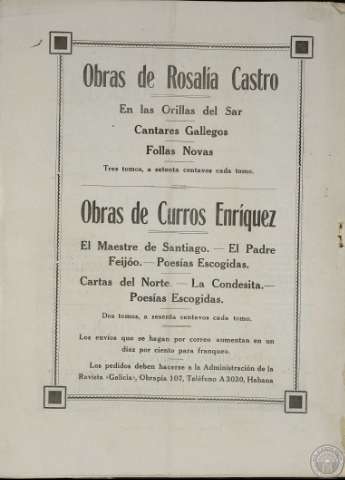 Obras de Rosalía Castro
En las Orillas del Sar
Cantares Gallegos
Follas Novas
Tres tomos, a setenta centavos cada tomo.
Obras de Curros Enríquez
El Maestre de Santiago. — El Padre
Feijóo.— Poesías Escogidas.
Cartas del Norte. — La Condesita.—
Poesías Escogidas.
Dos tomos, a sesenta centavos cada tomo.
Los envíos que se hagan por correo aumentan en un
diez por ciento para franqueo.
Los pedidos deben hacerse a la Administración de la
Revista «Galicia», Obrapía 107, Teléfono A 3020, Habana